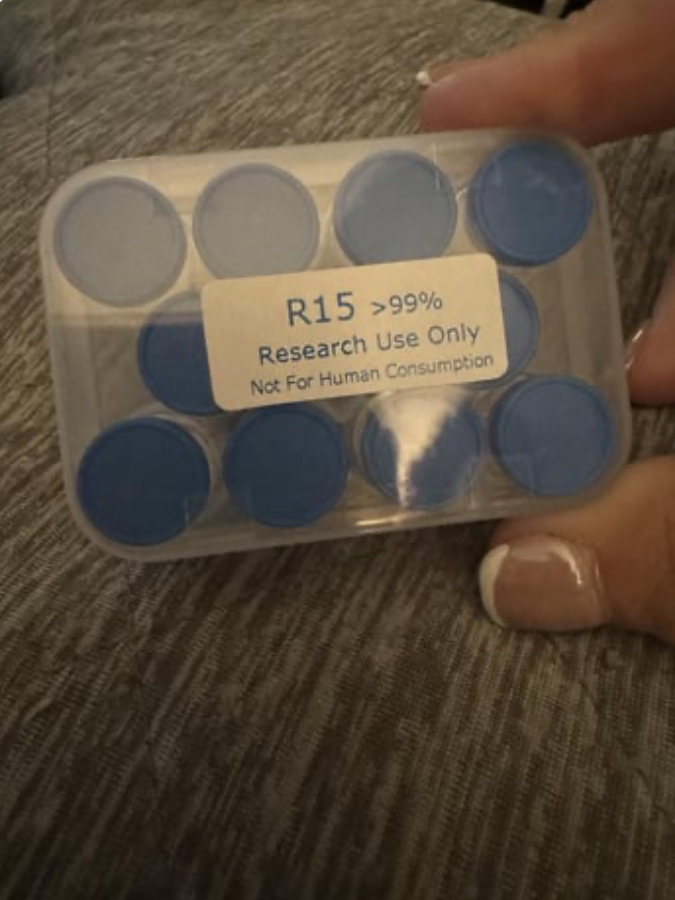 R15 >99%
Research Use Only
Not For Human Consumption